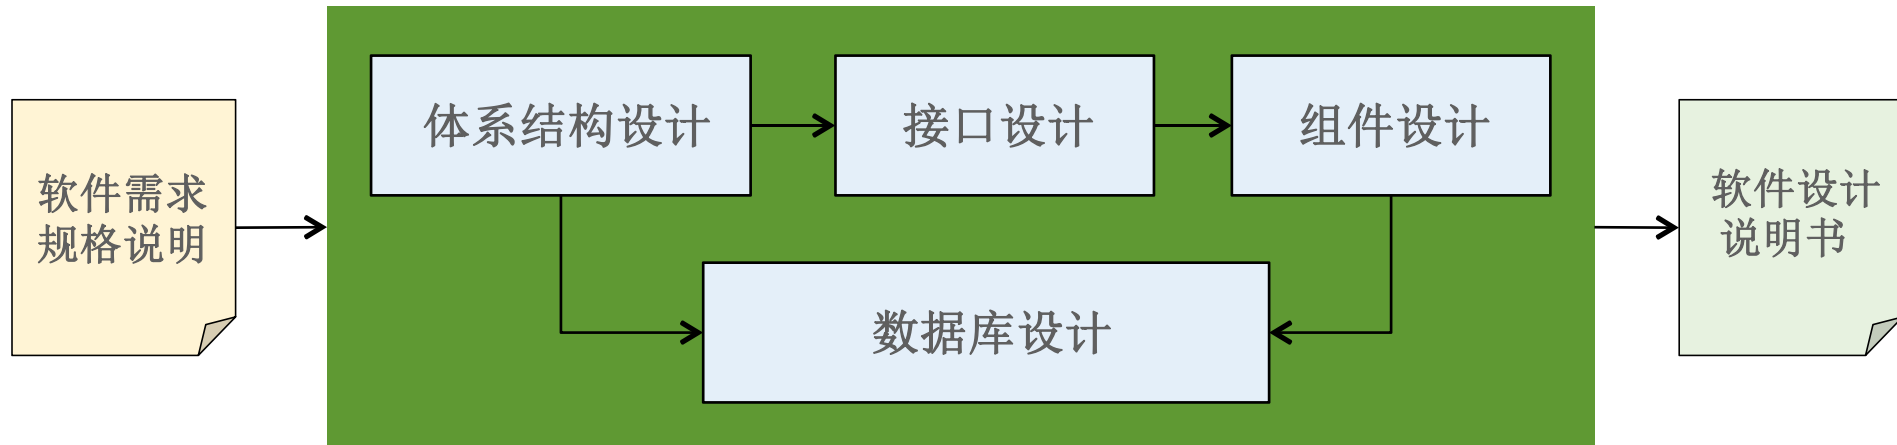 体系结构设计
接口设计
组件设计
软件需求
规格说明
数据库设计
软件设计
说明书